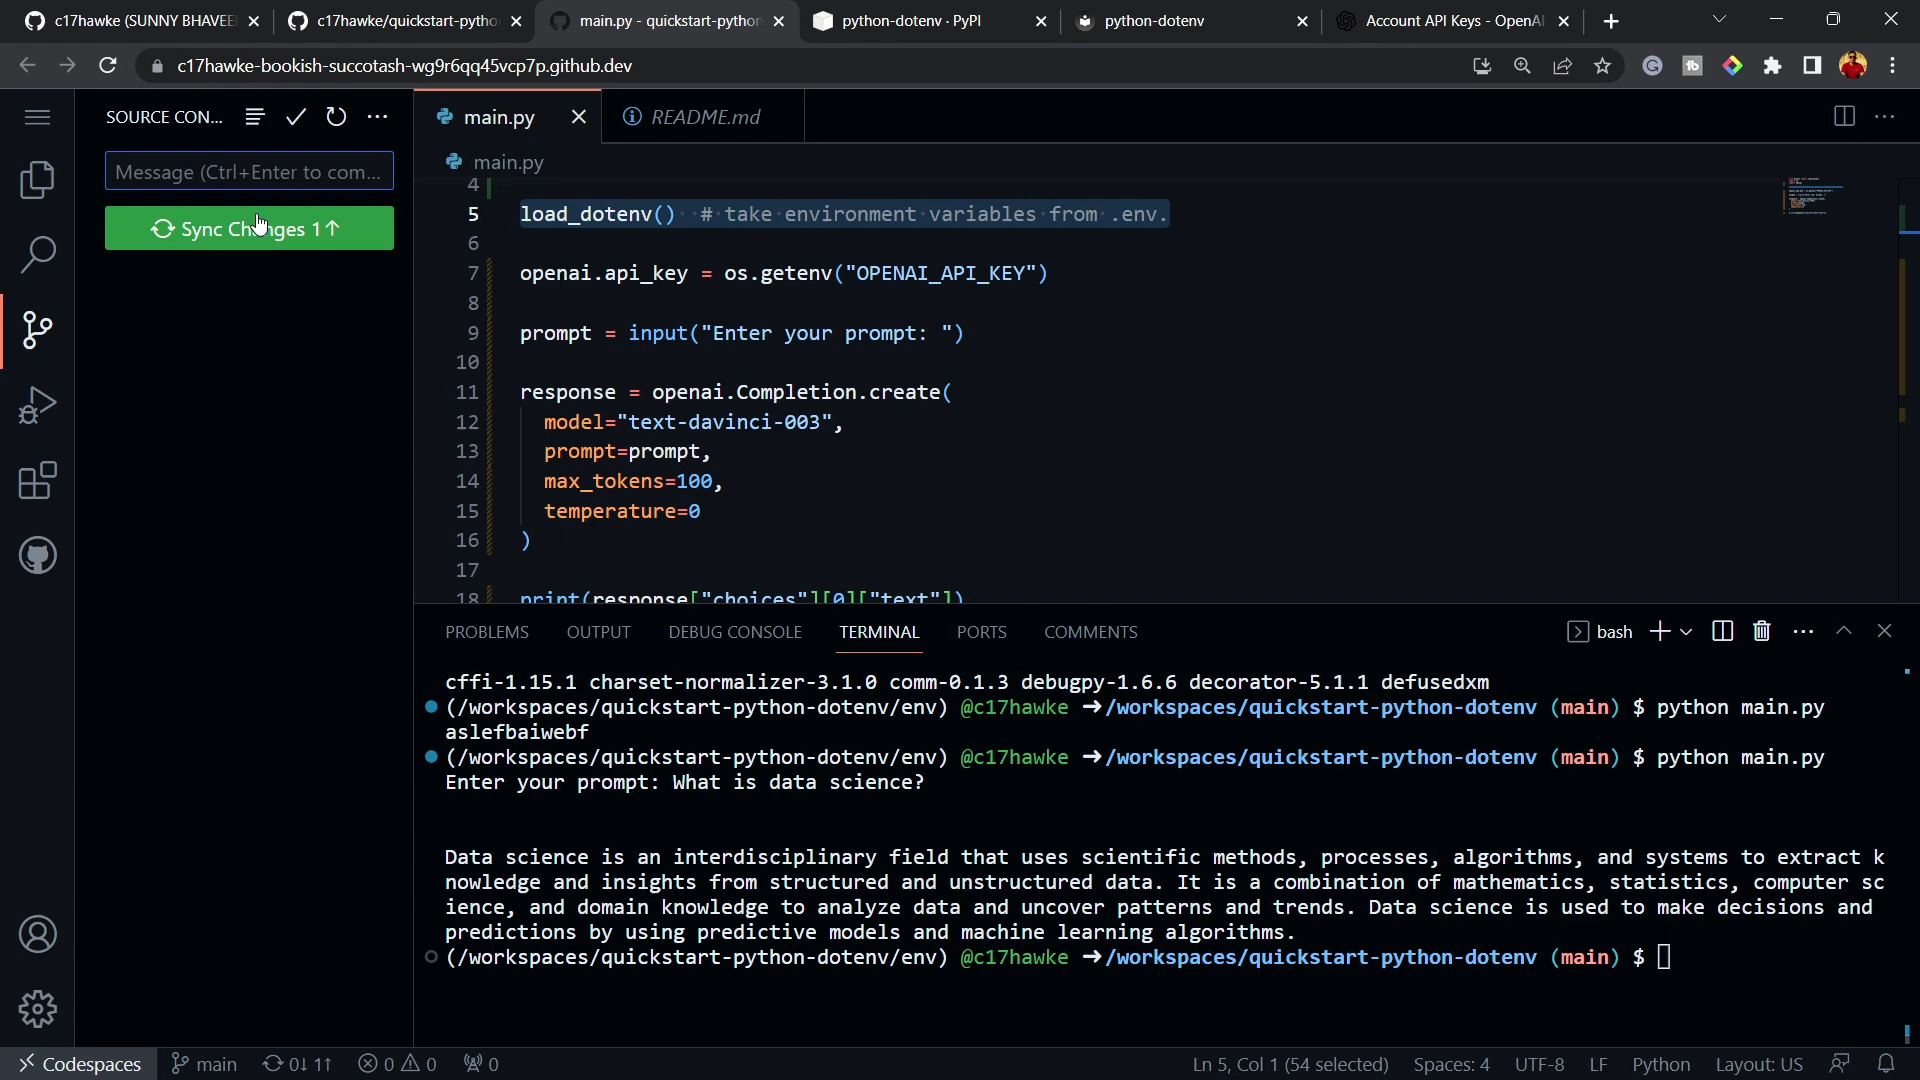 c17hawke (SUNNY BHAVEE
c17hawke/quickstart-pytho
main.py - quickstart-python
python-dotenv · PyPI
python-dotenv
Account API Keys - OpenAI
c17hawke-bookish-succotash-wg9r6qq45vcp7p.github.dev
SOURCE CON...
main.py
README.md
Message (Ctrl+Enter to com...
main.py
Sync Changes 1↑
4
5 load_dotenv()  # take environment variables from .env.
6
7 openai.api_key = os.getenv("OPENAI_API_KEY")
8
9 prompt = input("Enter your prompt: ")
10
11 response = openai.Completion.create(
12 model="text-davinci-003",
13 prompt=prompt,
14 max_tokens=100,
15 temperature=0
16 )
17
18 print(response["choices"][0]["text"])
PROBLEMS OUTPUT DEBUG CONSOLE TERMINAL PORTS COMMENTS
bash
cffi-1.15.1 charset-normalizer-3.1.0 comm-0.1.3 debugpy-1.6.6 decorator-5.1.1 defusedxm
(/workspaces/quickstart-python-dotenv/env) @c17hawke ➜/workspaces/quickstart-python-dotenv (main) $ python main.py
aslefbaiwebf
(/workspaces/quickstart-python-dotenv/env) @c17hawke ➜/workspaces/quickstart-python-dotenv (main) $ python main.py
Enter your prompt: What is data science?
Data science is an interdisciplinary field that uses scientific methods, processes, algorithms, and systems to extract k
nowledge and insights from structured and unstructured data. It is a combination of mathematics, statistics, computer sc
ience, and domain knowledge to analyze data and uncover patterns and trends. Data science is used to make decisions and
predictions by using predictive models and machine learning algorithms.
(/workspaces/quickstart-python-dotenv/env) @c17hawke ➜/workspaces/quickstart-python-dotenv (main) $
Codespaces main 0↓ 1↑ 0 0 0
Ln 5, Col 1 (54 selected) Spaces: 4 UTF-8 LF Python Layout: US